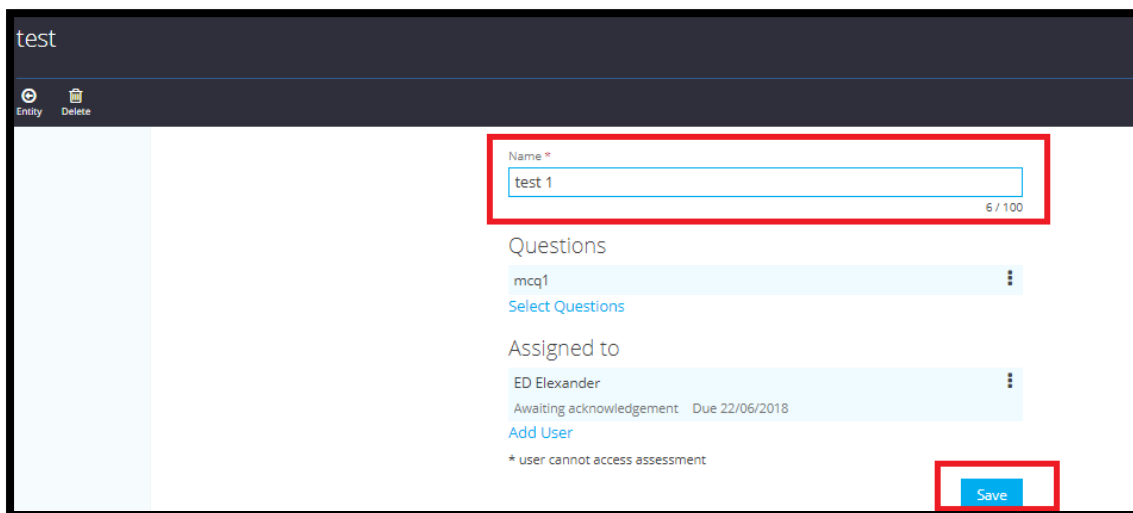 test
Entity Delete
Name *
test 1
6 / 100
Questions
mcq1
Select Questions
Assigned to
ED Elexander
Awaiting acknowledgement Due 22/06/2018
Add User
* user cannot access assessment
Save